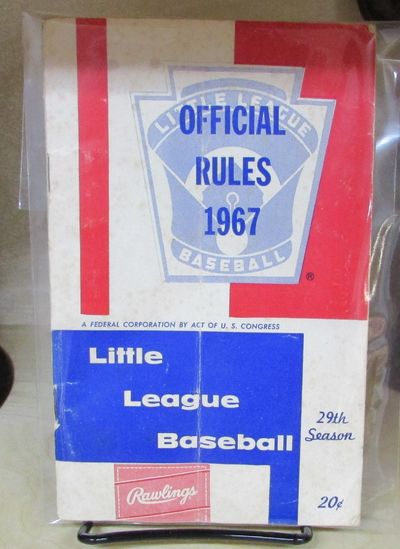 LITTLE LEAGUE
OFFICIAL
RULES
1967
BASEBALL
®
A FEDERAL CORPORATION BY ACT OF U. S. CONGRESS
Little
League
Baseball
29th
Season
Rawlings
20¢